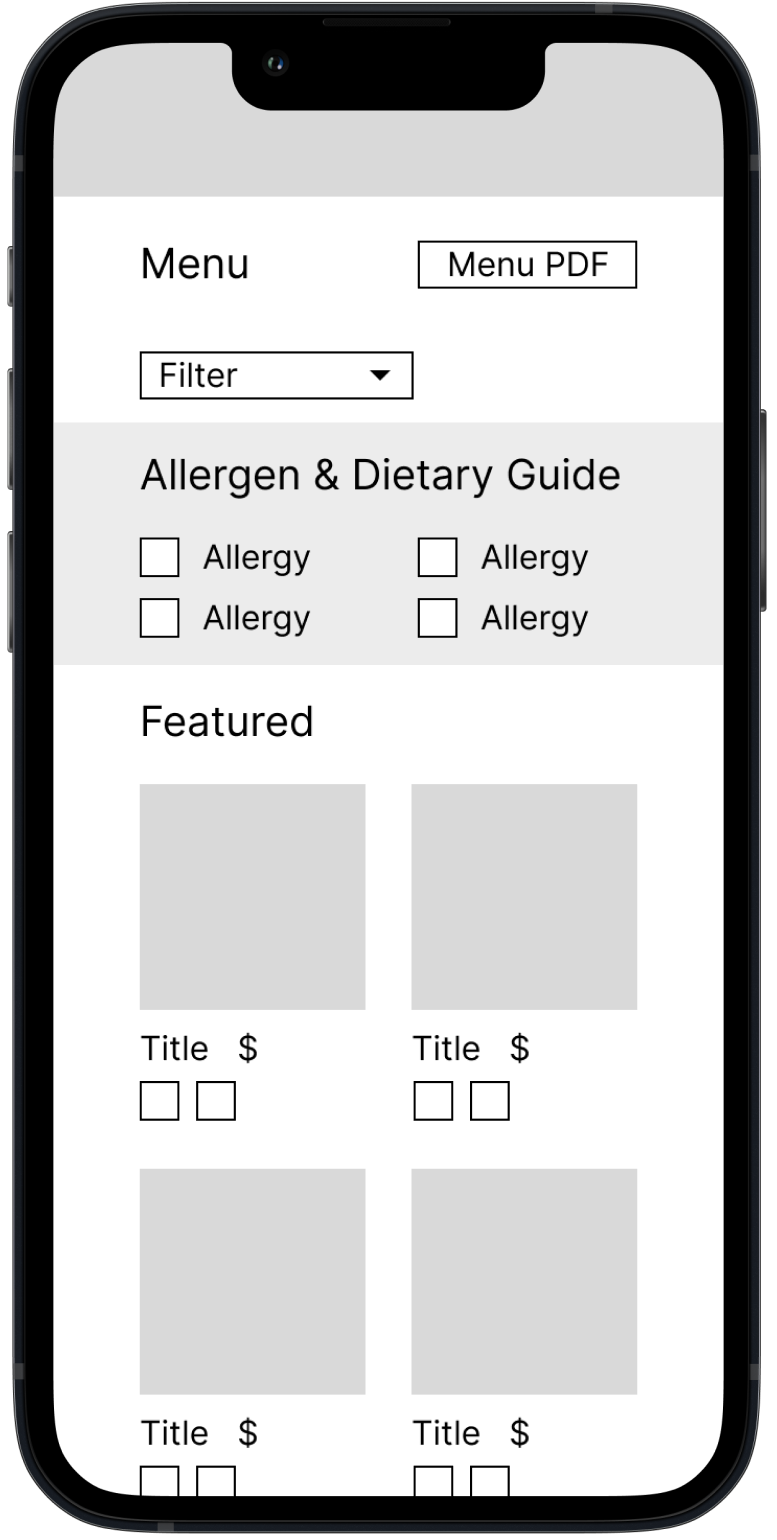 Menu Menu PDF
Filter
Allergen & Dietary Guide
Allergy Allergy
Allergy Allergy
Featured
Title $ Title $
Title $ Title $